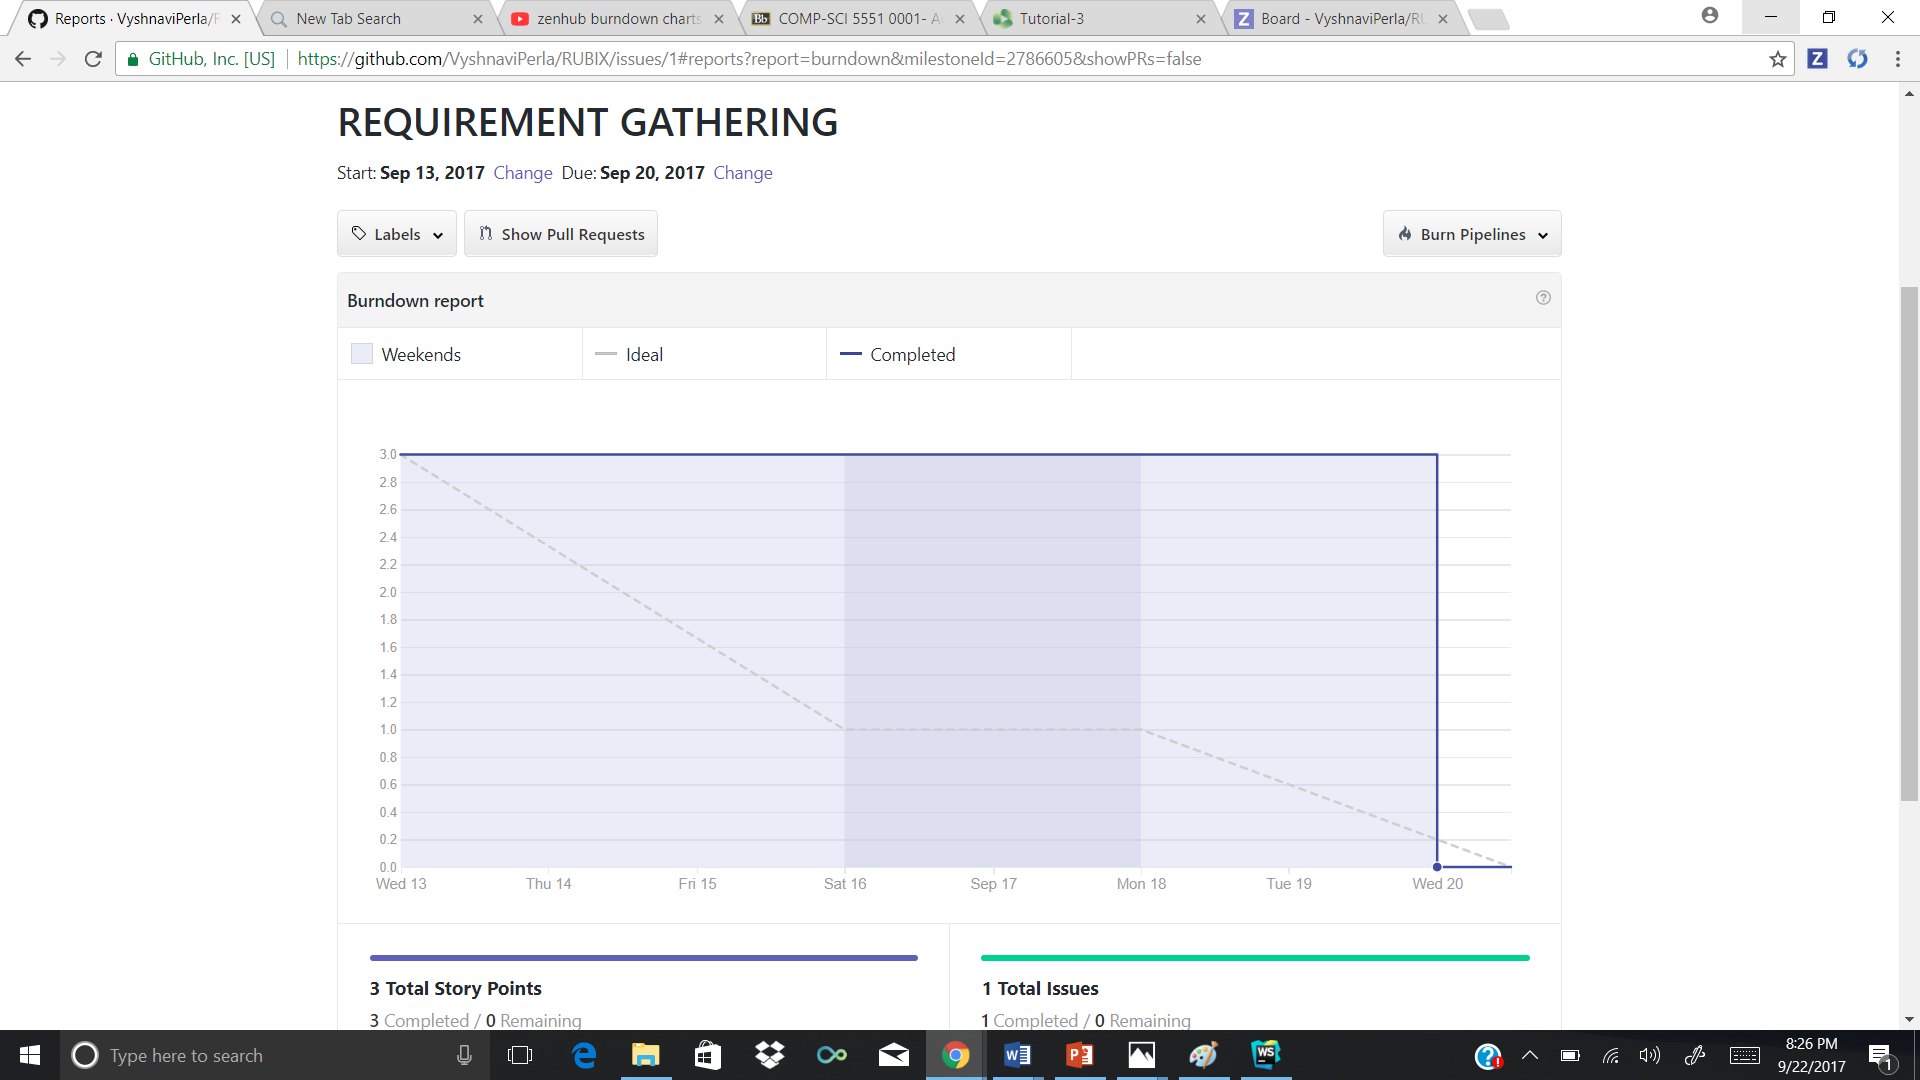 Reports · VyshnaviPerla/R
New Tab Search
zenhub burndown charts
Bb COMP-SCI 5551 0001- A
Tutorial-3
Z Board - VyshnaviPerla/RU
GitHub, Inc. [US] https://github.com/VyshnaviPerla/RUBIX/issues/1#reports?report=burndown&milestoneId=2786605&showPRs=false
Z
REQUIREMENT GATHERING
Start: Sep 13, 2017 Change Due: Sep 20, 2017 Change
Labels Show Pull Requests Burn Pipelines
Burndown report
Weekends Ideal Completed
3.0
2.8
2.6
2.4
2.2
2.0
1.8
1.6
1.4
1.2
1.0
0.8
0.6
0.4
0.2
0.0
Wed 13 Thu 14 Fri 15 Sat 16 Sep 17 Mon 18 Tue 19 Wed 20
3 Total Story Points
3 Completed / 0 Remaining
1 Total Issues
1 Completed / 0 Remaining
Type here to search
WS
8:26 PM
9/22/2017
1